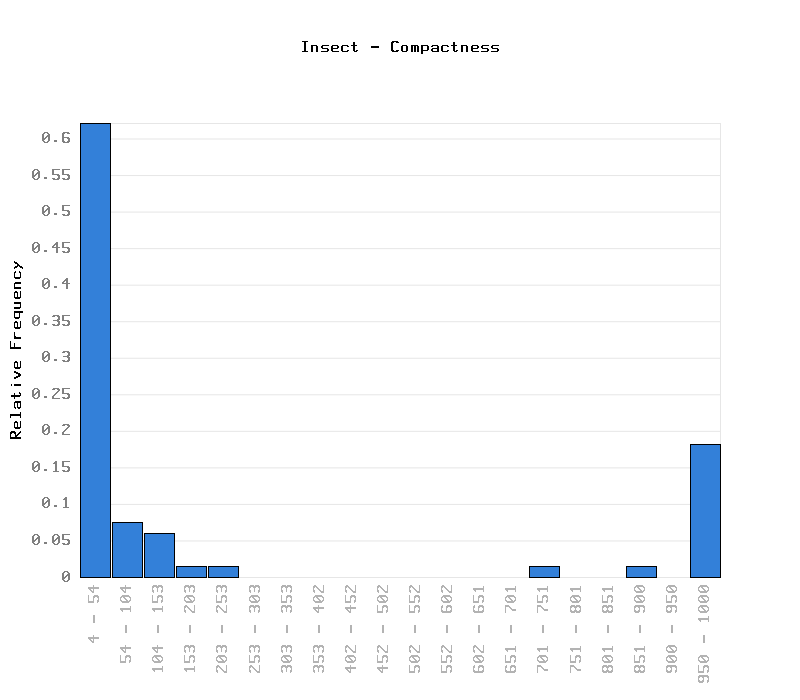 Insect - Compactness
Relative Frequency
0.6
0.55
0.5
0.45
0.4
0.35
0.3
0.25
0.2
0.15
0.1
0.05
0
4 - 54
54 - 104
104 - 153
153 - 203
203 - 253
253 - 303
303 - 353
353 - 402
402 - 452
452 - 502
502 - 552
552 - 602
602 - 651
651 - 701
701 - 751
751 - 801
801 - 851
851 - 900
900 - 950
950 - 1000